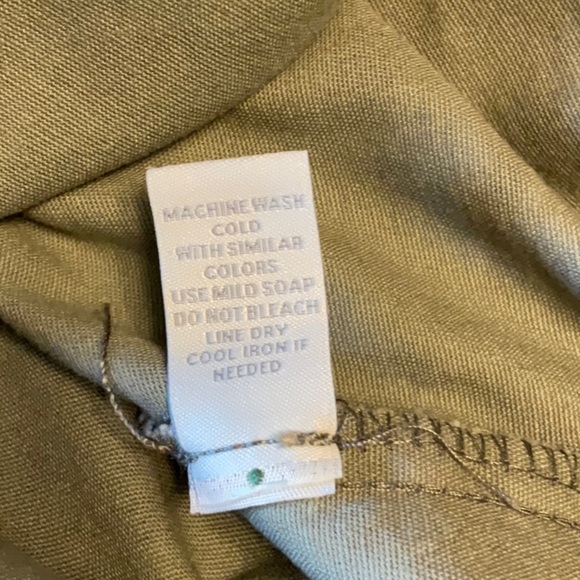 MACHINE WASH
COLD
WITH SIMILAR
COLORS
USE MILD SOAP
DO NOT BLEACH
LINE DRY
COOL IRON IF
NEEDED